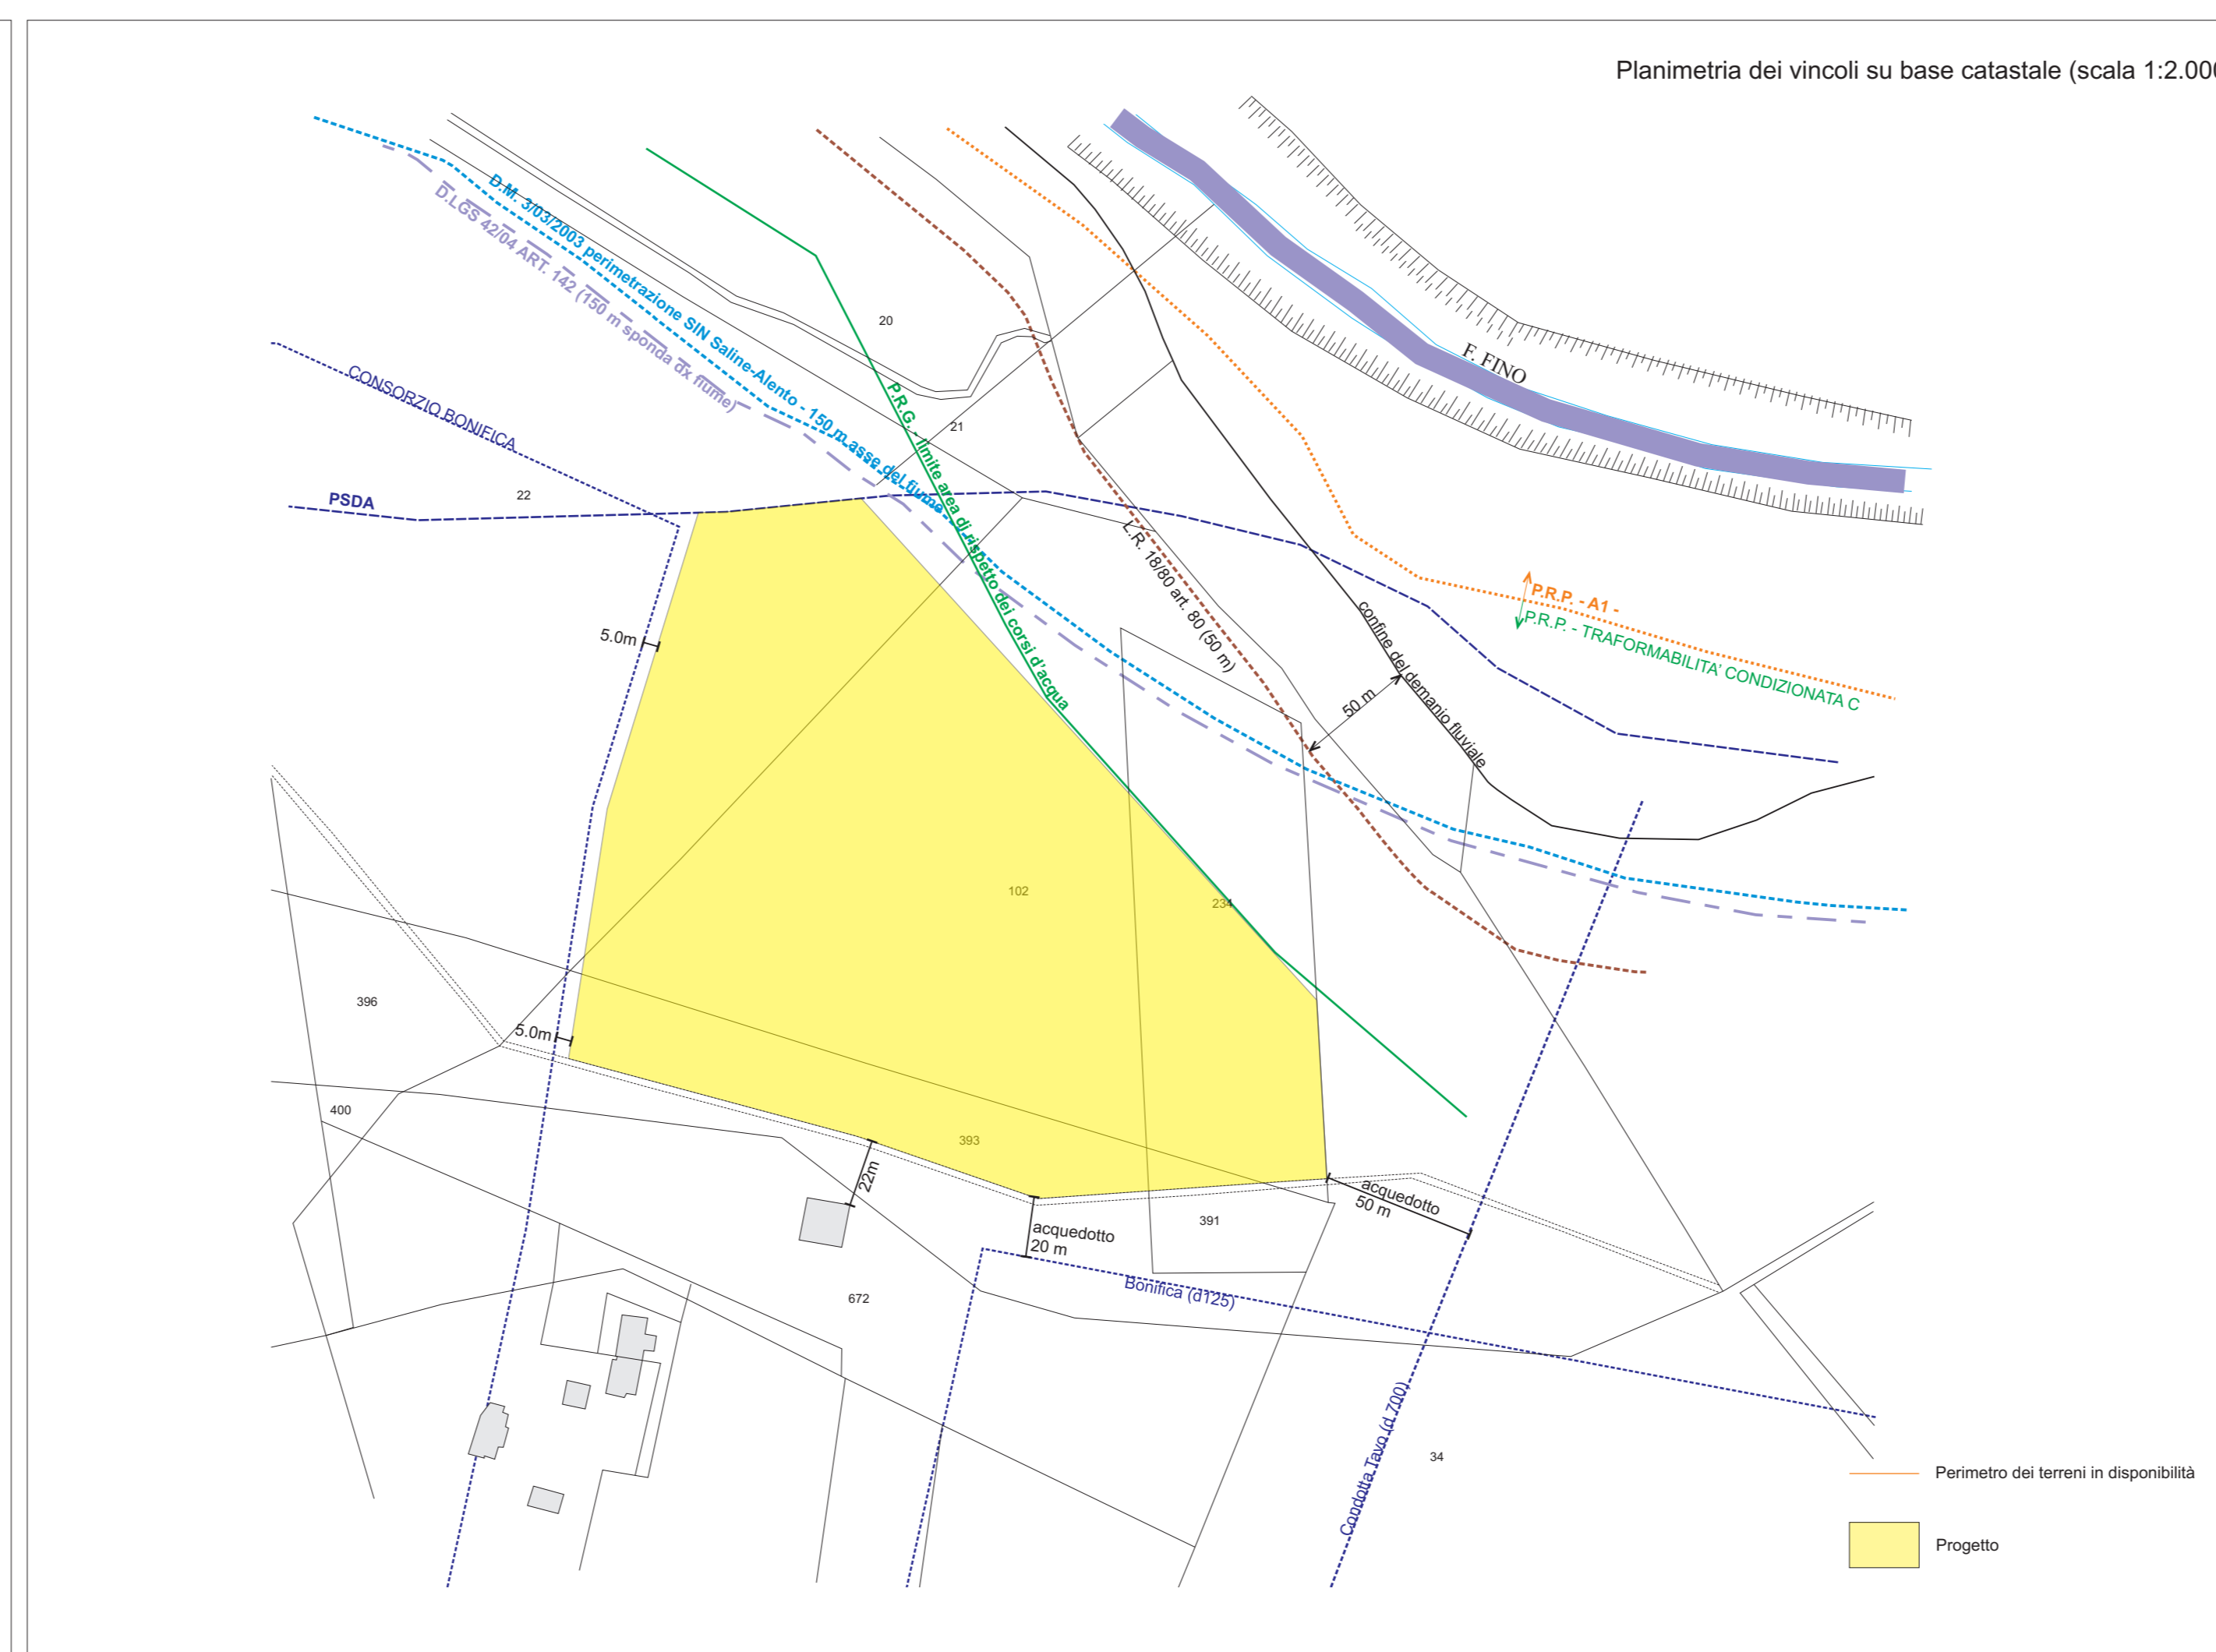 Planimetria dei vincoli su base catastale (scala 1:2.000
D.M. 3/03/2003 perimetrazione SIN Saline-Alento - 150 m asse del fiume
D.LGS 42/04 ART. 142 (150 m sponda dx fiume)
20
F. FINO
CONSORZIO BONIFICA
P.R.G. - limite area di rispetto dei corsi d'acqua
21
22
PSDA
L.R. 18/80 art. 80 (50 m)
P.R.P. - A1 -
P.R.P. - TRAFORMABILITA' CONDIZIONATA C
confine del demanio fluviale
5.0m
50 m
102
234
396
5.0m
400
393
22m
acquedotto
50 m
391
acquedotto
20 m
Bonifica (d125)
672
Condotta Tavo (d.700)
34
Perimetro dei terreni in disponibilità
Progetto